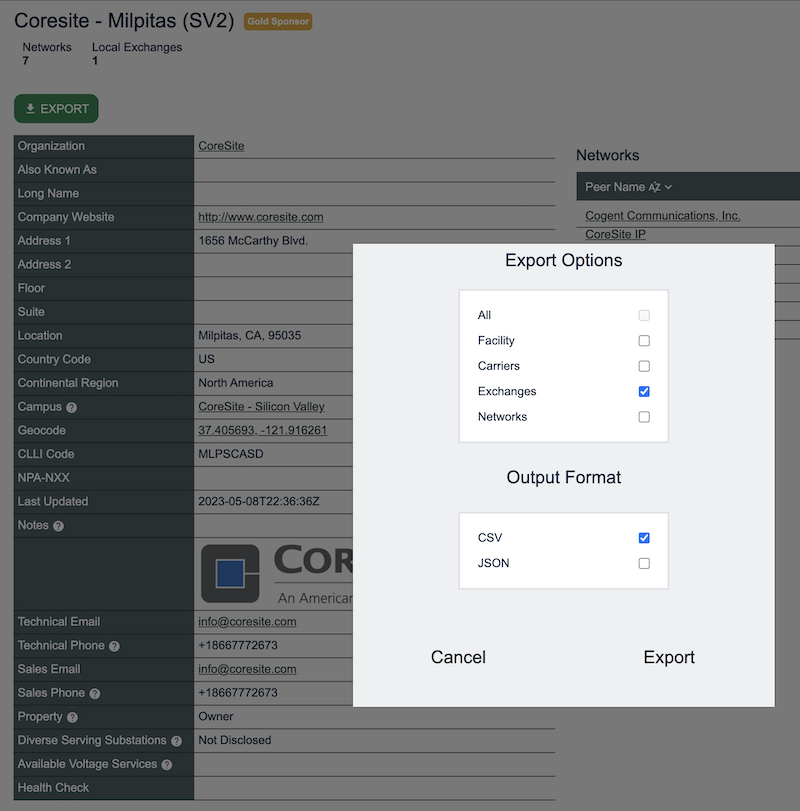 Coresite - Milpitas (SV2) Gold Sponsor
Networks Local Exchanges
7 1
EXPORT
Organization CoreSite
Also Known As
Long Name
Company Website http://www.coresite.com
Address 1 1656 McCarthy Blvd.
Address 2
Floor
Suite
Location Milpitas, CA, 95035
Country Code US
Continental Region North America
Campus CoreSite - Silicon Valley
Geocode 37.405693, -121.916261
CLLI Code MLPSCASD
NPA-NXX
Last Updated 2023-05-08T22:36:36Z
Notes
COR
An American
Technical Email info@coresite.com
Technical Phone +18667772673
Sales Email info@coresite.com
Sales Phone +18667772673
Property Owner
Diverse Serving Substations Not Disclosed
Available Voltage Services
Health Check
Networks
Peer Name
Cogent Communications, Inc.
CoreSite IP
Export Options
All
Facility
Carriers
Exchanges
Networks
Output Format
CSV
JSON
Cancel Export